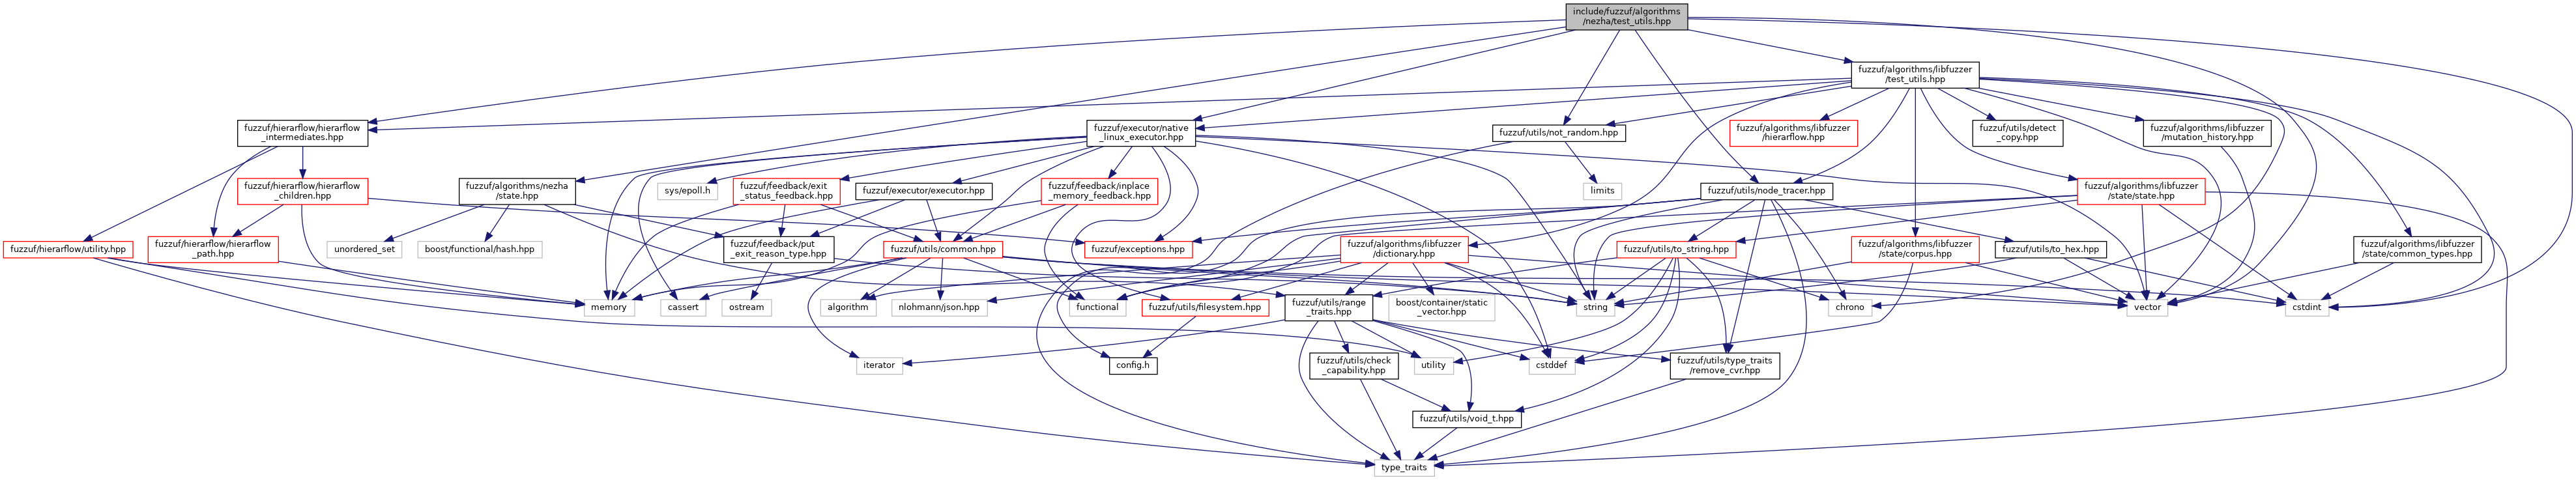 include/fuzzuf/algorithms
/nezha/test_utils.hpp
fuzzuf/algorithms/libfuzzer
/test_utils.hpp
fuzzuf/hierarflow/hierarflow
_intermediates.hpp
fuzzuf/executor/native
_linux_executor.hpp
fuzzuf/utils/not_random.hpp
fuzzuf/algorithms/libfuzzer
/hierarflow.hpp
fuzzuf/utils/detect
_copy.hpp
fuzzuf/algorithms/libfuzzer
/mutation_history.hpp
fuzzuf/hierarflow/hierarflow
_children.hpp
fuzzuf/algorithms/nezha
/state.hpp
sys/epoll.h
fuzzuf/feedback/exit
_status_feedback.hpp
fuzzuf/executor/executor.hpp
fuzzuf/feedback/inplace
_memory_feedback.hpp
limits
fuzzuf/utils/node_tracer.hpp
fuzzuf/algorithms/libfuzzer
/state/state.hpp
fuzzuf/hierarflow/utility.hpp
fuzzuf/hierarflow/hierarflow
_path.hpp
unordered_set
boost/functional/hash.hpp
fuzzuf/feedback/put
_exit_reason_type.hpp
fuzzuf/utils/common.hpp
fuzzuf/exceptions.hpp
fuzzuf/algorithms/libfuzzer
/dictionary.hpp
fuzzuf/utils/to_string.hpp
fuzzuf/algorithms/libfuzzer
/state/corpus.hpp
fuzzuf/utils/to_hex.hpp
fuzzuf/algorithms/libfuzzer
/state/common_types.hpp
memory
cassert
ostream
algorithm
nlohmann/json.hpp
functional
fuzzuf/utils/filesystem.hpp
fuzzuf/utils/range
_traits.hpp
boost/container/static
_vector.hpp
string
chrono
vector
cstdint
iterator
config.h
fuzzuf/utils/check
_capability.hpp
utility
cstddef
fuzzuf/utils/type_traits
/remove_cvr.hpp
fuzzuf/utils/void_t.hpp
type_traits